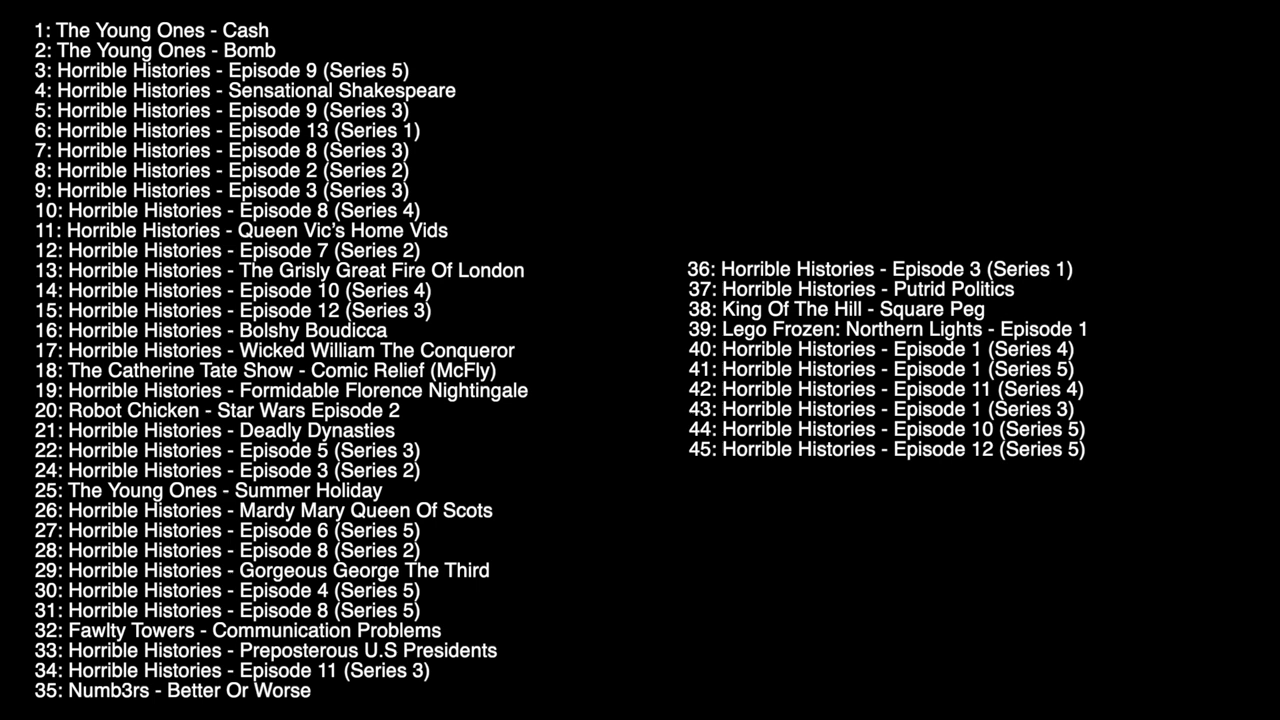 1: The Young Ones - Cash
2: The Young Ones - Bomb
3: Horrible Histories - Episode 9 (Series 5)
4: Horrible Histories - Sensational Shakespeare
5: Horrible Histories - Episode 9 (Series 3)
6: Horrible Histories - Episode 13 (Series 1)
7: Horrible Histories - Episode 8 (Series 3)
8: Horrible Histories - Episode 2 (Series 2)
9: Horrible Histories - Episode 3 (Series 3)
10: Horrible Histories - Episode 8 (Series 4)
11: Horrible Histories - Queen Vic’s Home Vids
12: Horrible Histories - Episode 7 (Series 2)
13: Horrible Histories - The Grisly Great Fire Of London
14: Horrible Histories - Episode 10 (Series 4)
15: Horrible Histories - Episode 12 (Series 3)
16: Horrible Histories - Bolshy Boudicca
17: Horrible Histories - Wicked William The Conqueror
18: The Catherine Tate Show - Comic Relief (McFly)
19: Horrible Histories - Formidable Florence Nightingale
20: Robot Chicken - Star Wars Episode 2
21: Horrible Histories - Deadly Dynasties
22: Horrible Histories - Episode 5 (Series 3)
24: Horrible Histories - Episode 3 (Series 2)
25: The Young Ones - Summer Holiday
26: Horrible Histories - Mardy Mary Queen Of Scots
27: Horrible Histories - Episode 6 (Series 5)
28: Horrible Histories - Episode 8 (Series 2)
29: Horrible Histories - Gorgeous George The Third
30: Horrible Histories - Episode 4 (Series 5)
31: Horrible Histories - Episode 8 (Series 5)
32: Fawlty Towers - Communication Problems
33: Horrible Histories - Preposterous U.S Presidents
34: Horrible Histories - Episode 11 (Series 3)
35: Numb3rs - Better Or Worse
36: Horrible Histories - Episode 3 (Series 1)
37: Horrible Histories - Putrid Politics
38: King Of The Hill - Square Peg
39: Lego Frozen: Northern Lights - Episode 1
40: Horrible Histories - Episode 1 (Series 4)
41: Horrible Histories - Episode 1 (Series 5)
42: Horrible Histories - Episode 11 (Series 4)
43: Horrible Histories - Episode 1 (Series 3)
44: Horrible Histories - Episode 10 (Series 5)
45: Horrible Histories - Episode 12 (Series 5)